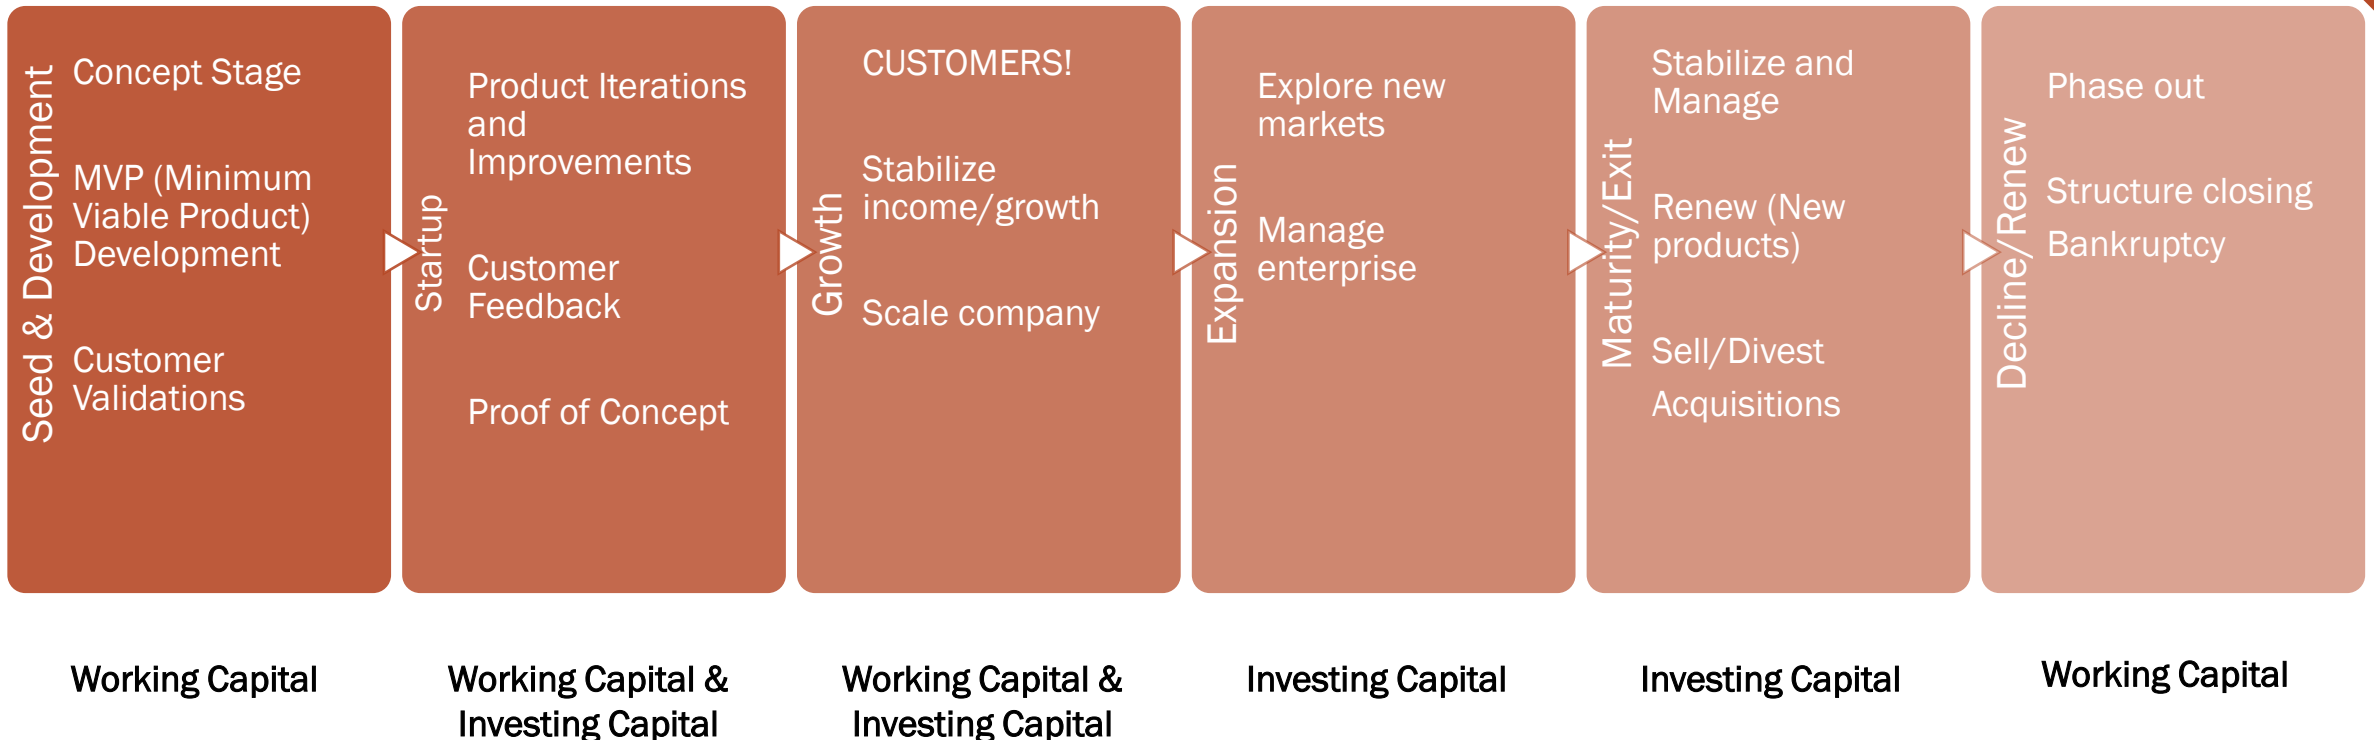 Seed & Development
Concept Stage
MVP (Minimum
Viable Product)
Development
Customer
Validations
Startup
Product Iterations
and
Improvements
Customer
Feedback
Proof of Concept
Growth
CUSTOMERS!
Stabilize
income/growth
Scale company
Expansion
Explore new
markets
Manage
enterprise
Maturity/Exit
Stabilize and
Manage
Renew (New
products)
Sell/Divest
Acquisitions
Decline/Renew
Phase out
Structure closing
Bankruptcy
Working Capital
Working Capital &
Investing Capital
Working Capital &
Investing Capital
Investing Capital
Investing Capital
Working Capital